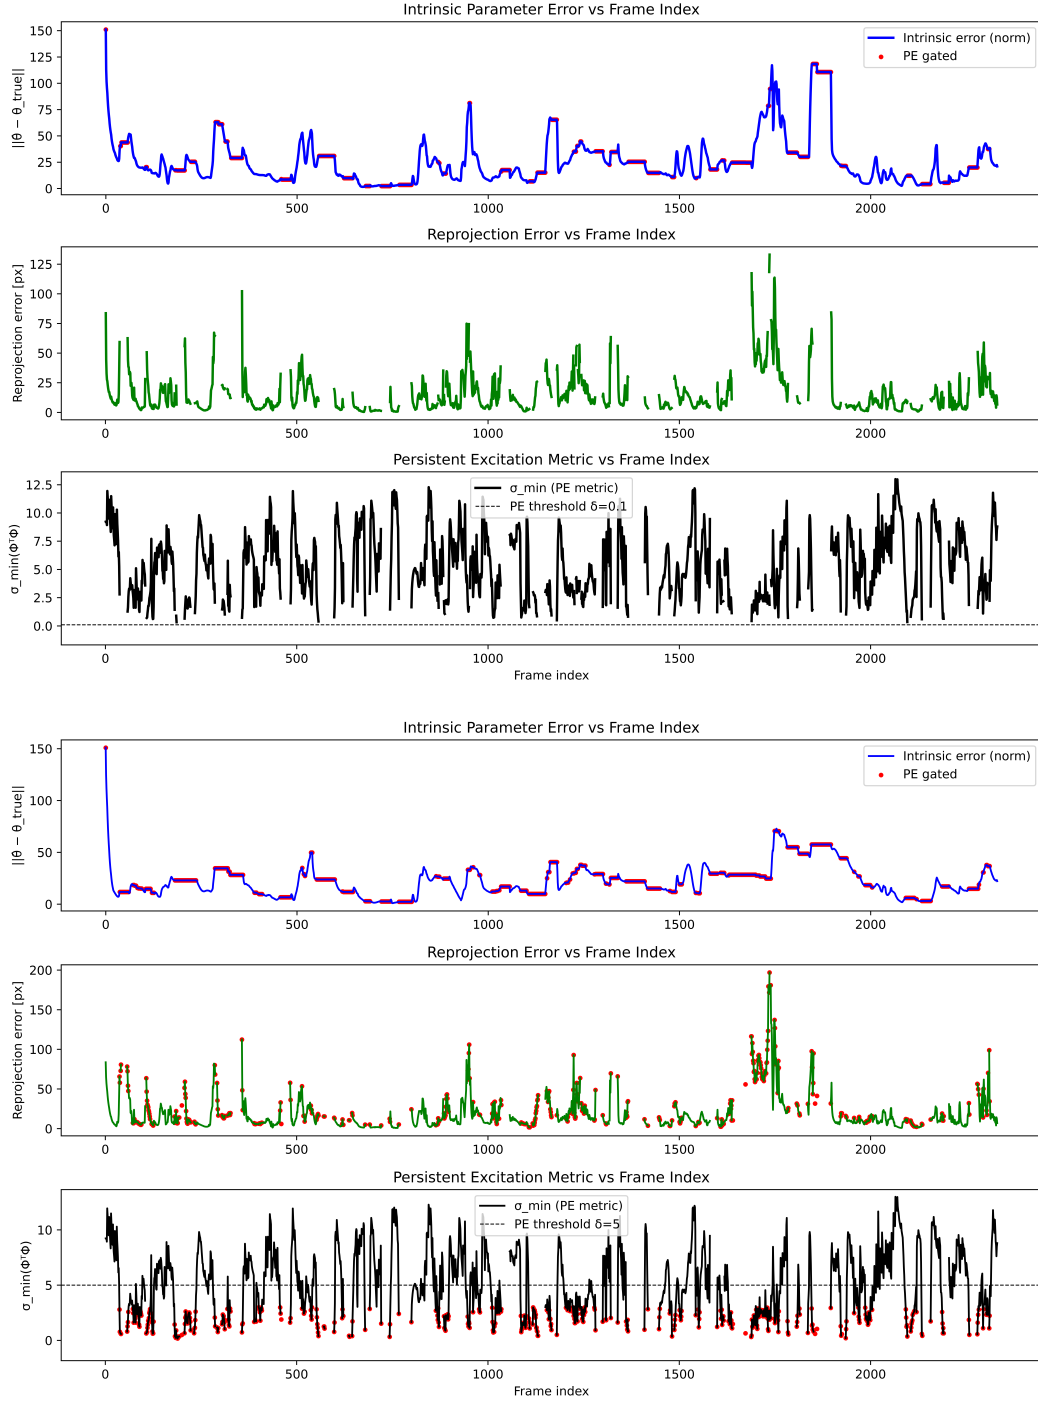 Intrinsic Parameter Error vs Frame Index
||θ − θ_true||
150
125
100
75
50
25
0
Intrinsic error (norm)
PE gated
0 500 1000 1500 2000
Reprojection Error vs Frame Index
Reprojection error [px]
125
100
75
50
25
0
0 500 1000 1500 2000
Persistent Excitation Metric vs Frame Index
σ_min(ΦᵀΦ)
12.5
10.0
7.5
5.0
2.5
0.0
σ_min (PE metric)
PE threshold δ=0.1
0 500 1000 1500 2000
Frame index
Intrinsic Parameter Error vs Frame Index
||θ − θ_true||
150
100
50
0
Intrinsic error (norm)
PE gated
0 500 1000 1500 2000
Reprojection Error vs Frame Index
Reprojection error [px]
200
150
100
50
0
0 500 1000 1500 2000
Persistent Excitation Metric vs Frame Index
σ_min(ΦᵀΦ)
10
5
0
σ_min (PE metric)
PE threshold δ=5
0 500 1000 1500 2000
Frame index